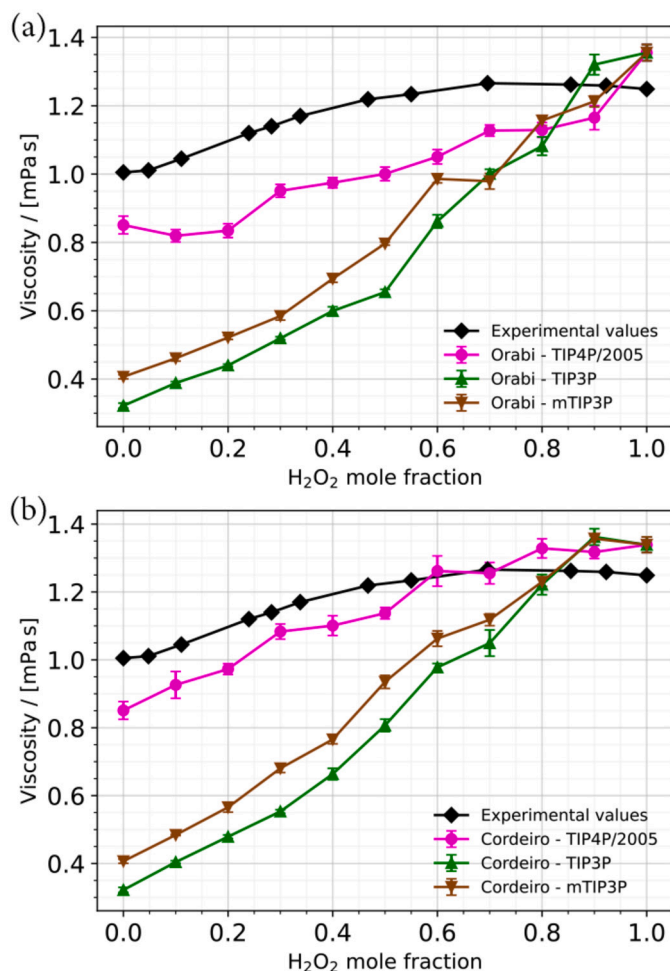 (a)
1.4
1.2
1.0
0.8
0.6
0.4
Viscosity / [mPa s]
Experimental values
Orabi - TIP4P/2005
Orabi - TIP3P
Orabi - mTIP3P
0.0 0.2 0.4 0.6 0.8 1.0
H₂O₂ mole fraction
(b)
1.4
1.2
1.0
0.8
0.6
0.4
Viscosity / [mPa s]
Experimental values
Cordeiro - TIP4P/2005
Cordeiro - TIP3P
Cordeiro - mTIP3P
0.0 0.2 0.4 0.6 0.8 1.0
H₂O₂ mole fraction